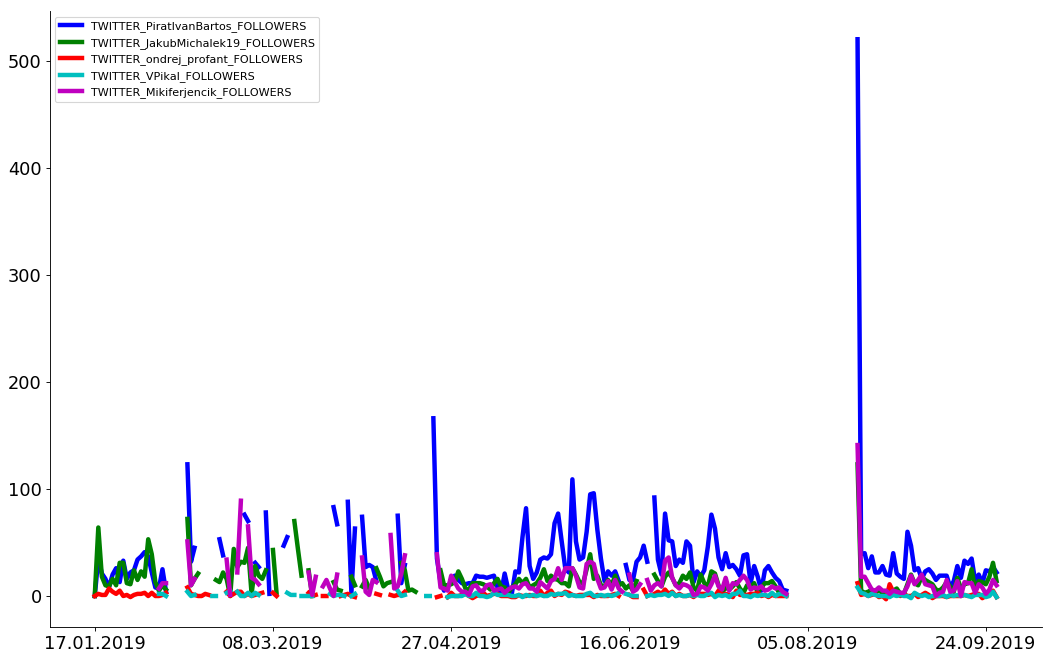 TWITTER_PiratIvanBartos_FOLLOWERS
TWITTER_JakubMichalek19_FOLLOWERS
TWITTER_ondrej_profant_FOLLOWERS
TWITTER_VPikal_FOLLOWERS
TWITTER_Mikiferjencik_FOLLOWERS
500
400
300
200
100
0
17.01.2019 08.03.2019 27.04.2019 16.06.2019 05.08.2019 24.09.2019